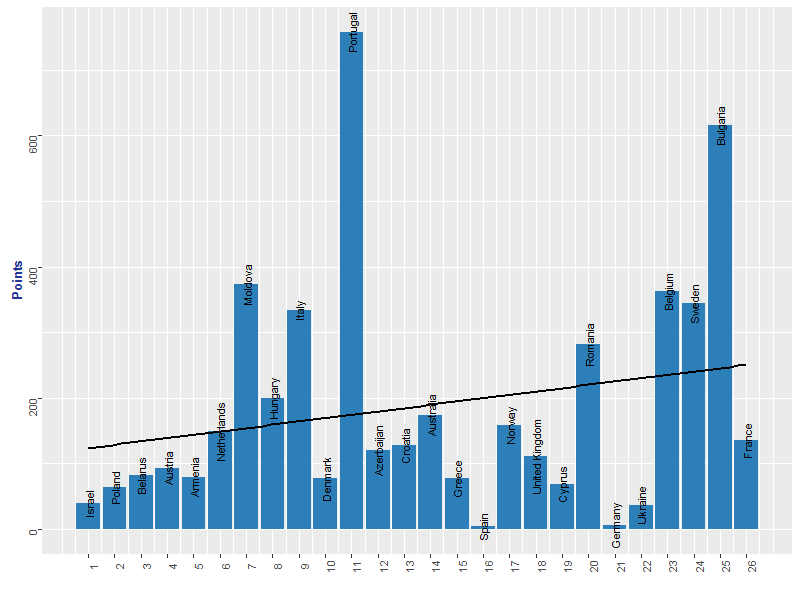 Points
0
200
400
600
Israel
Poland
Belarus
Austria
Armenia
Netherlands
Moldova
Hungary
Italy
Denmark
Portugal
Azerbaijan
Croatia
Australia
Greece
Spain
Norway
United Kingdom
Cyprus
Romania
Germany
Ukraine
Belgium
Sweden
Bulgaria
France
1
2
3
4
5
6
7
8
9
10
11
12
13
14
15
16
17
18
19
20
21
22
23
24
25
26